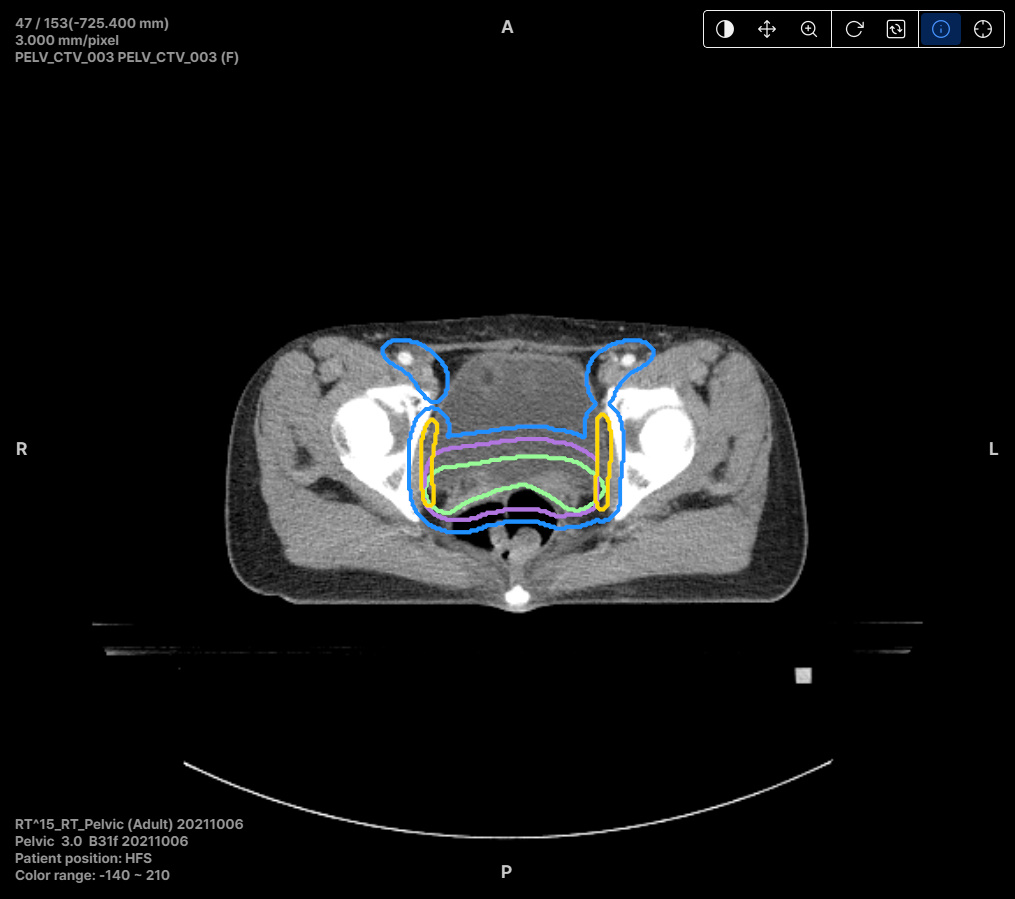 47 / 153(-725.400 mm)
3.000 mm/pixel
PELV_CTV_003 PELV_CTV_003 (F)
A
R
L
RT^15_RT_Pelvic (Adult) 20211006
Pelvic  3.0  B31f 20211006
Patient position: HFS
Color range: -140 ~ 210
P